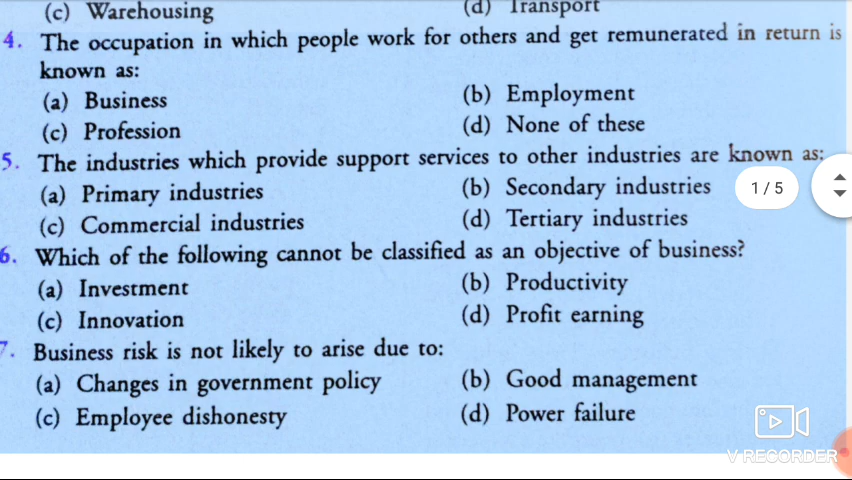 (c) Warehousing (d) Transport
4. The occupation in which people work for others and get remunerated in return is
known as:
(a) Business (b) Employment
(c) Profession (d) None of these
5. The industries which provide support services to other industries are known as:
(a) Primary industries (b) Secondary industries
1 / 5
(c) Commercial industries (d) Tertiary industries
6. Which of the following cannot be classified as an objective of business?
(a) Investment (b) Productivity
(c) Innovation (d) Profit earning
7. Business risk is not likely to arise due to:
(a) Changes in government policy (b) Good management
(c) Employee dishonesty (d) Power failure
V RECORDER